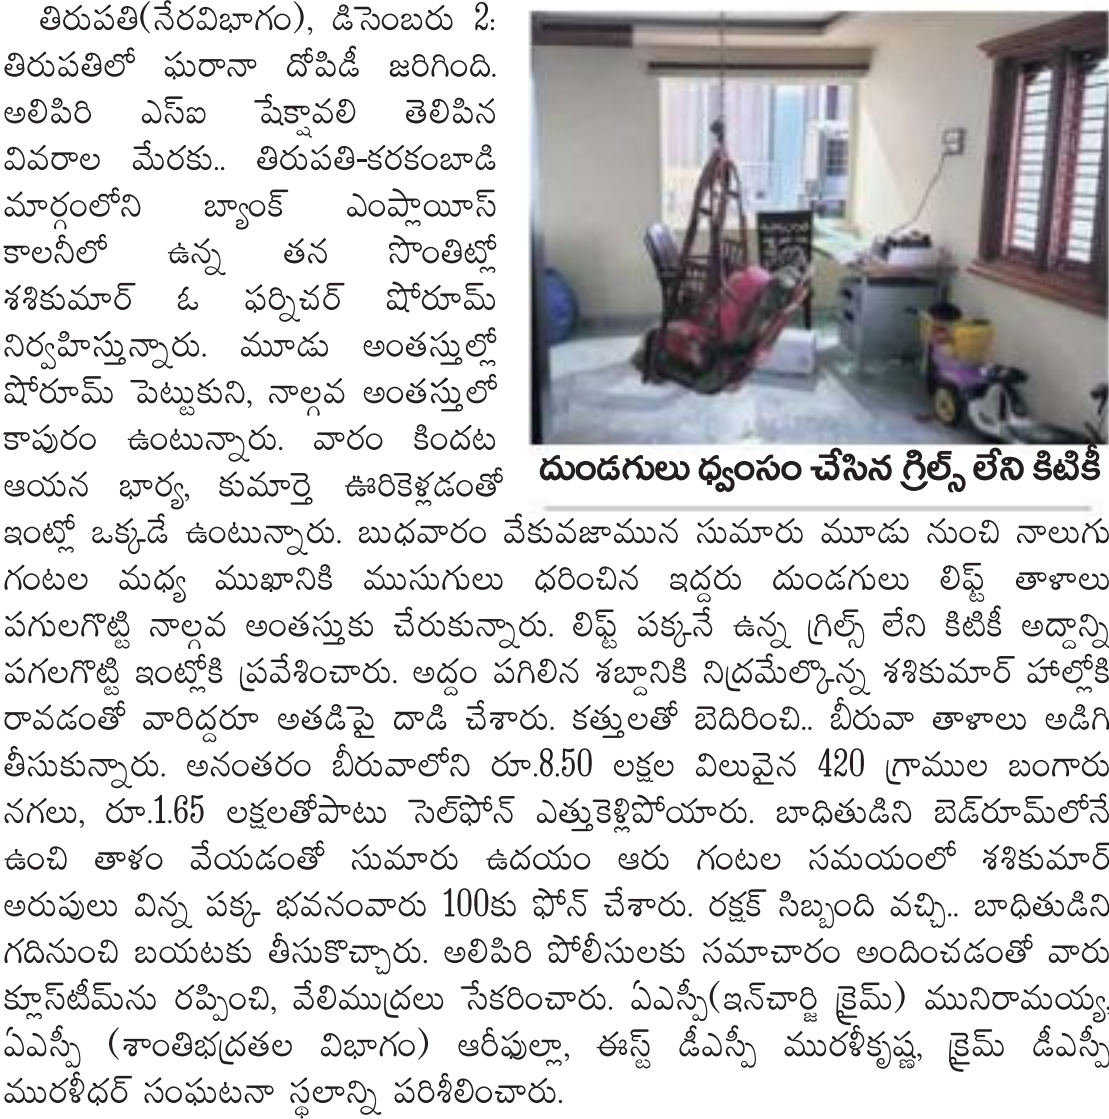 తిరుపతి(నేరవిభాగం), డిసెంబరు 2:
తిరుపతిలో ఘరానా దోపిడీ జరిగింది.
అలిపిరి ఎస్ఐ షేక్షావలి తెలిపిన
వివరాల మేరకు.. తిరుపతి-కరకంబాడి
మార్గంలోని బ్యాంక్ ఎంప్లాయీస్
కాలనీలో ఉన్న తన సొంతిట్లో
శశికుమార్ ఓ ఫర్నిచర్ షోరూమ్
నిర్వహిస్తున్నారు. మూడు అంతస్తుల్లో
షోరూమ్ పెట్టుకుని, నాల్గవ అంతస్తులో
కాపురం ఉంటున్నారు. వారం కిందట
ఆయన భార్య, కుమార్తె ఊరికెళ్లడంతో
దుండగులు ధ్వంసం చేసిన గ్రిల్స్ లేని కిటికీ
ఇంట్లో ఒక్కడే ఉంటున్నారు. బుధవారం వేకువజామున సుమారు మూడు నుంచి నాలుగు
గంటల మధ్య ముఖానికి ముసుగులు ధరించిన ఇద్దరు దుండగులు లిఫ్ట్ తాళాలు
పగులగొట్టి నాల్గవ అంతస్తుకు చేరుకున్నారు. లిఫ్ట్ పక్కనే ఉన్న గ్రిల్స్ లేని కిటికీ అద్దాన్ని
పగలగొట్టి ఇంట్లోకి ప్రవేశించారు. అద్దం పగిలిన శబ్దానికి నిద్రమేల్కొన్న శశికుమార్ హాల్లోకి
రావడంతో వారిద్దరూ అతడిపై దాడి చేశారు. కత్తులతో బెదిరించి.. బీరువా తాళాలు అడిగి
తీసుకున్నారు. అనంతరం బీరువాలోని రూ.8.50 లక్షల విలువైన 420 గ్రాముల బంగారు
నగలు, రూ.1.65 లక్షలతోపాటు సెల్‌ఫోన్ ఎత్తుకెళ్లిపోయారు. బాధితుడిని బెడ్‌రూమ్‌లోనే
ఉంచి తాళం వేయడంతో సుమారు ఉదయం ఆరు గంటల సమయంలో శశికుమార్
అరుపులు విన్న పక్క భవనంవారు 100కు ఫోన్ చేశారు. రక్షక్ సిబ్బంది వచ్చి.. బాధితుడిని
గదినుంచి బయటకు తీసుకొచ్చారు. అలిపిరి పోలీసులకు సమాచారం అందించడంతో వారు
క్లూస్‌టీమ్‌ను రప్పించి, వేలిముద్రలు సేకరించారు. ఏఎస్పీ(ఇన్‌చార్జి క్రైమ్) మునిరామయ్య,
ఏఎస్పీ (శాంతిభద్రతల విభాగం) ఆరీఫుల్లా, ఈస్ట్ డీఎస్పీ మురళీకృష్ణ, క్రైమ్ డీఎస్పీ
మురళీధర్ సంఘటనా స్థలాన్ని పరిశీలించారు.